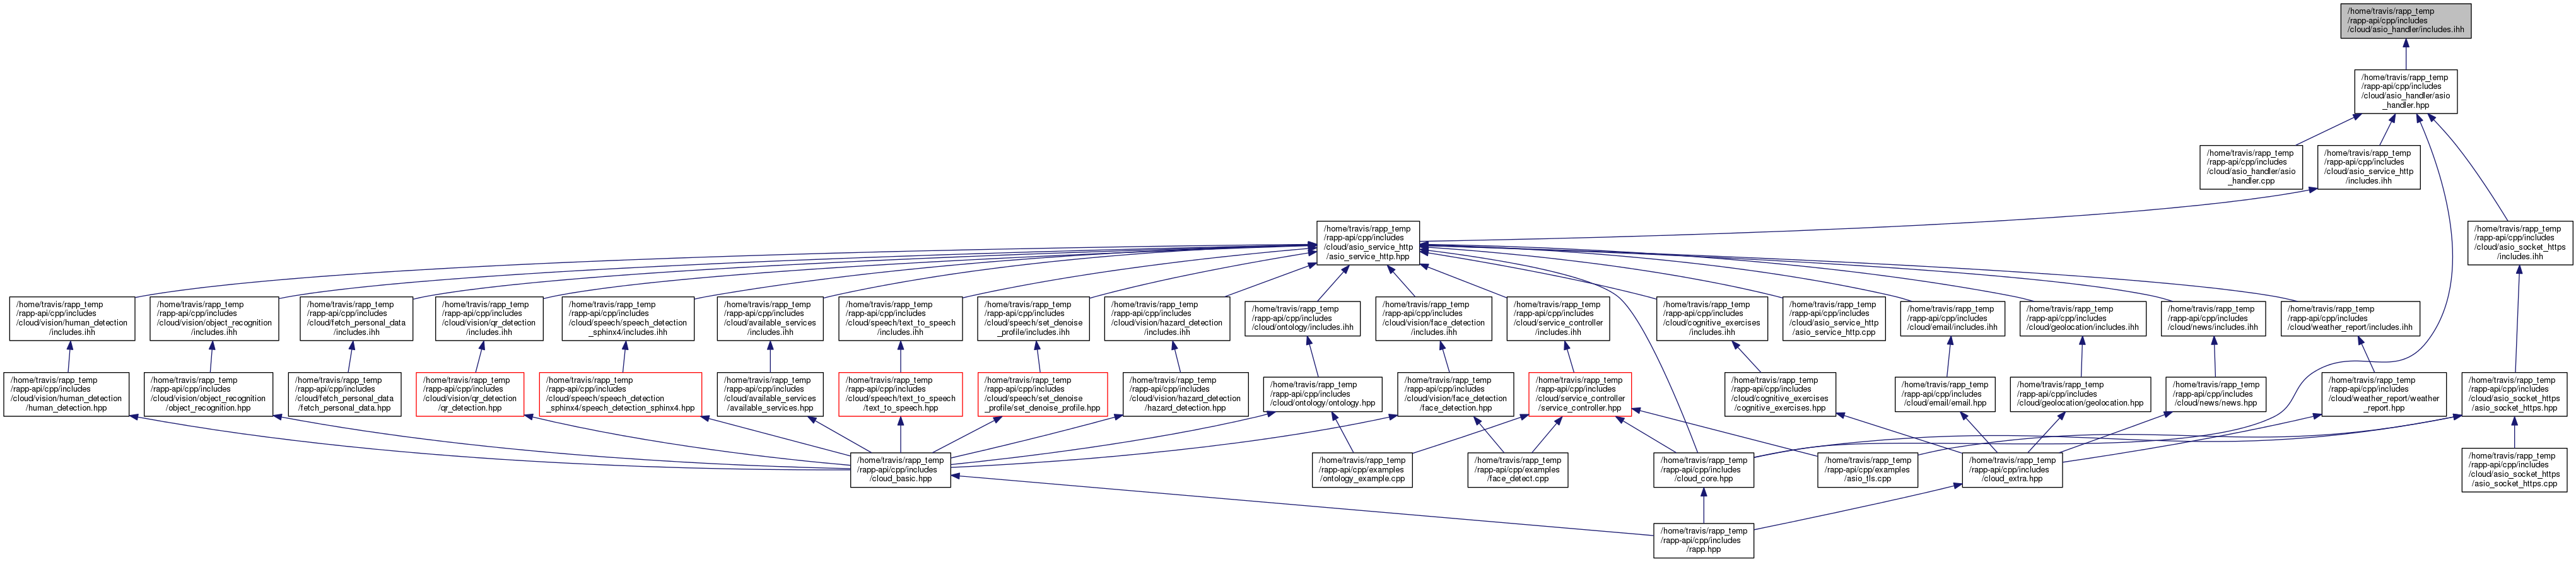 /home/travis/rapp_temp
/rapp-api/cpp/includes
/cloud/asio_handler/includes.ihh
/home/travis/rapp_temp
/rapp-api/cpp/includes
/cloud/asio_handler/asio
_handler.hpp
/home/travis/rapp_temp
/rapp-api/cpp/includes
/cloud/asio_handler/asio
_handler.cpp
/home/travis/rapp_temp
/rapp-api/cpp/includes
/cloud/asio_service_http
/includes.ihh
/home/travis/rapp_temp
/rapp-api/cpp/includes
/cloud/asio_service_http
/asio_service_http.hpp
/home/travis/rapp_temp
/rapp-api/cpp/includes
/cloud/asio_socket_https
/includes.ihh
/home/travis/rapp_temp
/rapp-api/cpp/includes
/cloud/vision/human_detection
/includes.ihh
/home/travis/rapp_temp
/rapp-api/cpp/includes
/cloud/vision/object_recognition
/includes.ihh
/home/travis/rapp_temp
/rapp-api/cpp/includes
/cloud/fetch_personal_data
/includes.ihh
/home/travis/rapp_temp
/rapp-api/cpp/includes
/cloud/vision/qr_detection
/includes.ihh
/home/travis/rapp_temp
/rapp-api/cpp/includes
/cloud/speech/speech_detection
_sphinx4/includes.ihh
/home/travis/rapp_temp
/rapp-api/cpp/includes
/cloud/available_services
/includes.ihh
/home/travis/rapp_temp
/rapp-api/cpp/includes
/cloud/speech/text_to_speech
/includes.ihh
/home/travis/rapp_temp
/rapp-api/cpp/includes
/cloud/speech/set_denoise
_profile/includes.ihh
/home/travis/rapp_temp
/rapp-api/cpp/includes
/cloud/vision/hazard_detection
/includes.ihh
/home/travis/rapp_temp
/rapp-api/cpp/includes
/cloud/ontology/includes.ihh
/home/travis/rapp_temp
/rapp-api/cpp/includes
/cloud/vision/face_detection
/includes.ihh
/home/travis/rapp_temp
/rapp-api/cpp/includes
/cloud/service_controller
/includes.ihh
/home/travis/rapp_temp
/rapp-api/cpp/includes
/cloud/cognitive_exercises
/includes.ihh
/home/travis/rapp_temp
/rapp-api/cpp/includes
/cloud/asio_service_http
/asio_service_http.cpp
/home/travis/rapp_temp
/rapp-api/cpp/includes
/cloud/email/includes.ihh
/home/travis/rapp_temp
/rapp-api/cpp/includes
/cloud/geolocation/includes.ihh
/home/travis/rapp_temp
/rapp-api/cpp/includes
/cloud/news/includes.ihh
/home/travis/rapp_temp
/rapp-api/cpp/includes
/cloud/weather_report/includes.ihh
/home/travis/rapp_temp
/rapp-api/cpp/includes
/cloud/vision/human_detection
/human_detection.hpp
/home/travis/rapp_temp
/rapp-api/cpp/includes
/cloud/vision/object_recognition
/object_recognition.hpp
/home/travis/rapp_temp
/rapp-api/cpp/includes
/cloud/fetch_personal_data
/fetch_personal_data.hpp
/home/travis/rapp_temp
/rapp-api/cpp/includes
/cloud/vision/qr_detection
/qr_detection.hpp
/home/travis/rapp_temp
/rapp-api/cpp/includes
/cloud/speech/speech_detection
_sphinx4/speech_detection_sphinx4.hpp
/home/travis/rapp_temp
/rapp-api/cpp/includes
/cloud/available_services
/available_services.hpp
/home/travis/rapp_temp
/rapp-api/cpp/includes
/cloud/speech/text_to_speech
/text_to_speech.hpp
/home/travis/rapp_temp
/rapp-api/cpp/includes
/cloud/speech/set_denoise
_profile/set_denoise_profile.hpp
/home/travis/rapp_temp
/rapp-api/cpp/includes
/cloud/vision/hazard_detection
/hazard_detection.hpp
/home/travis/rapp_temp
/rapp-api/cpp/includes
/cloud/ontology/ontology.hpp
/home/travis/rapp_temp
/rapp-api/cpp/includes
/cloud/vision/face_detection
/face_detection.hpp
/home/travis/rapp_temp
/rapp-api/cpp/includes
/cloud/service_controller
/service_controller.hpp
/home/travis/rapp_temp
/rapp-api/cpp/includes
/cloud/cognitive_exercises
/cognitive_exercises.hpp
/home/travis/rapp_temp
/rapp-api/cpp/includes
/cloud/email/email.hpp
/home/travis/rapp_temp
/rapp-api/cpp/includes
/cloud/geolocation/geolocation.hpp
/home/travis/rapp_temp
/rapp-api/cpp/includes
/cloud/news/news.hpp
/home/travis/rapp_temp
/rapp-api/cpp/includes
/cloud/weather_report/weather
_report.hpp
/home/travis/rapp_temp
/rapp-api/cpp/includes
/cloud/asio_socket_https
/asio_socket_https.hpp
/home/travis/rapp_temp
/rapp-api/cpp/includes
/cloud_basic.hpp
/home/travis/rapp_temp
/rapp-api/cpp/examples
/ontology_example.cpp
/home/travis/rapp_temp
/rapp-api/cpp/examples
/face_detect.cpp
/home/travis/rapp_temp
/rapp-api/cpp/includes
/cloud_core.hpp
/home/travis/rapp_temp
/rapp-api/cpp/examples
/asio_tls.cpp
/home/travis/rapp_temp
/rapp-api/cpp/includes
/cloud_extra.hpp
/home/travis/rapp_temp
/rapp-api/cpp/includes
/cloud/asio_socket_https
/asio_socket_https.cpp
/home/travis/rapp_temp
/rapp-api/cpp/includes
/rapp.hpp